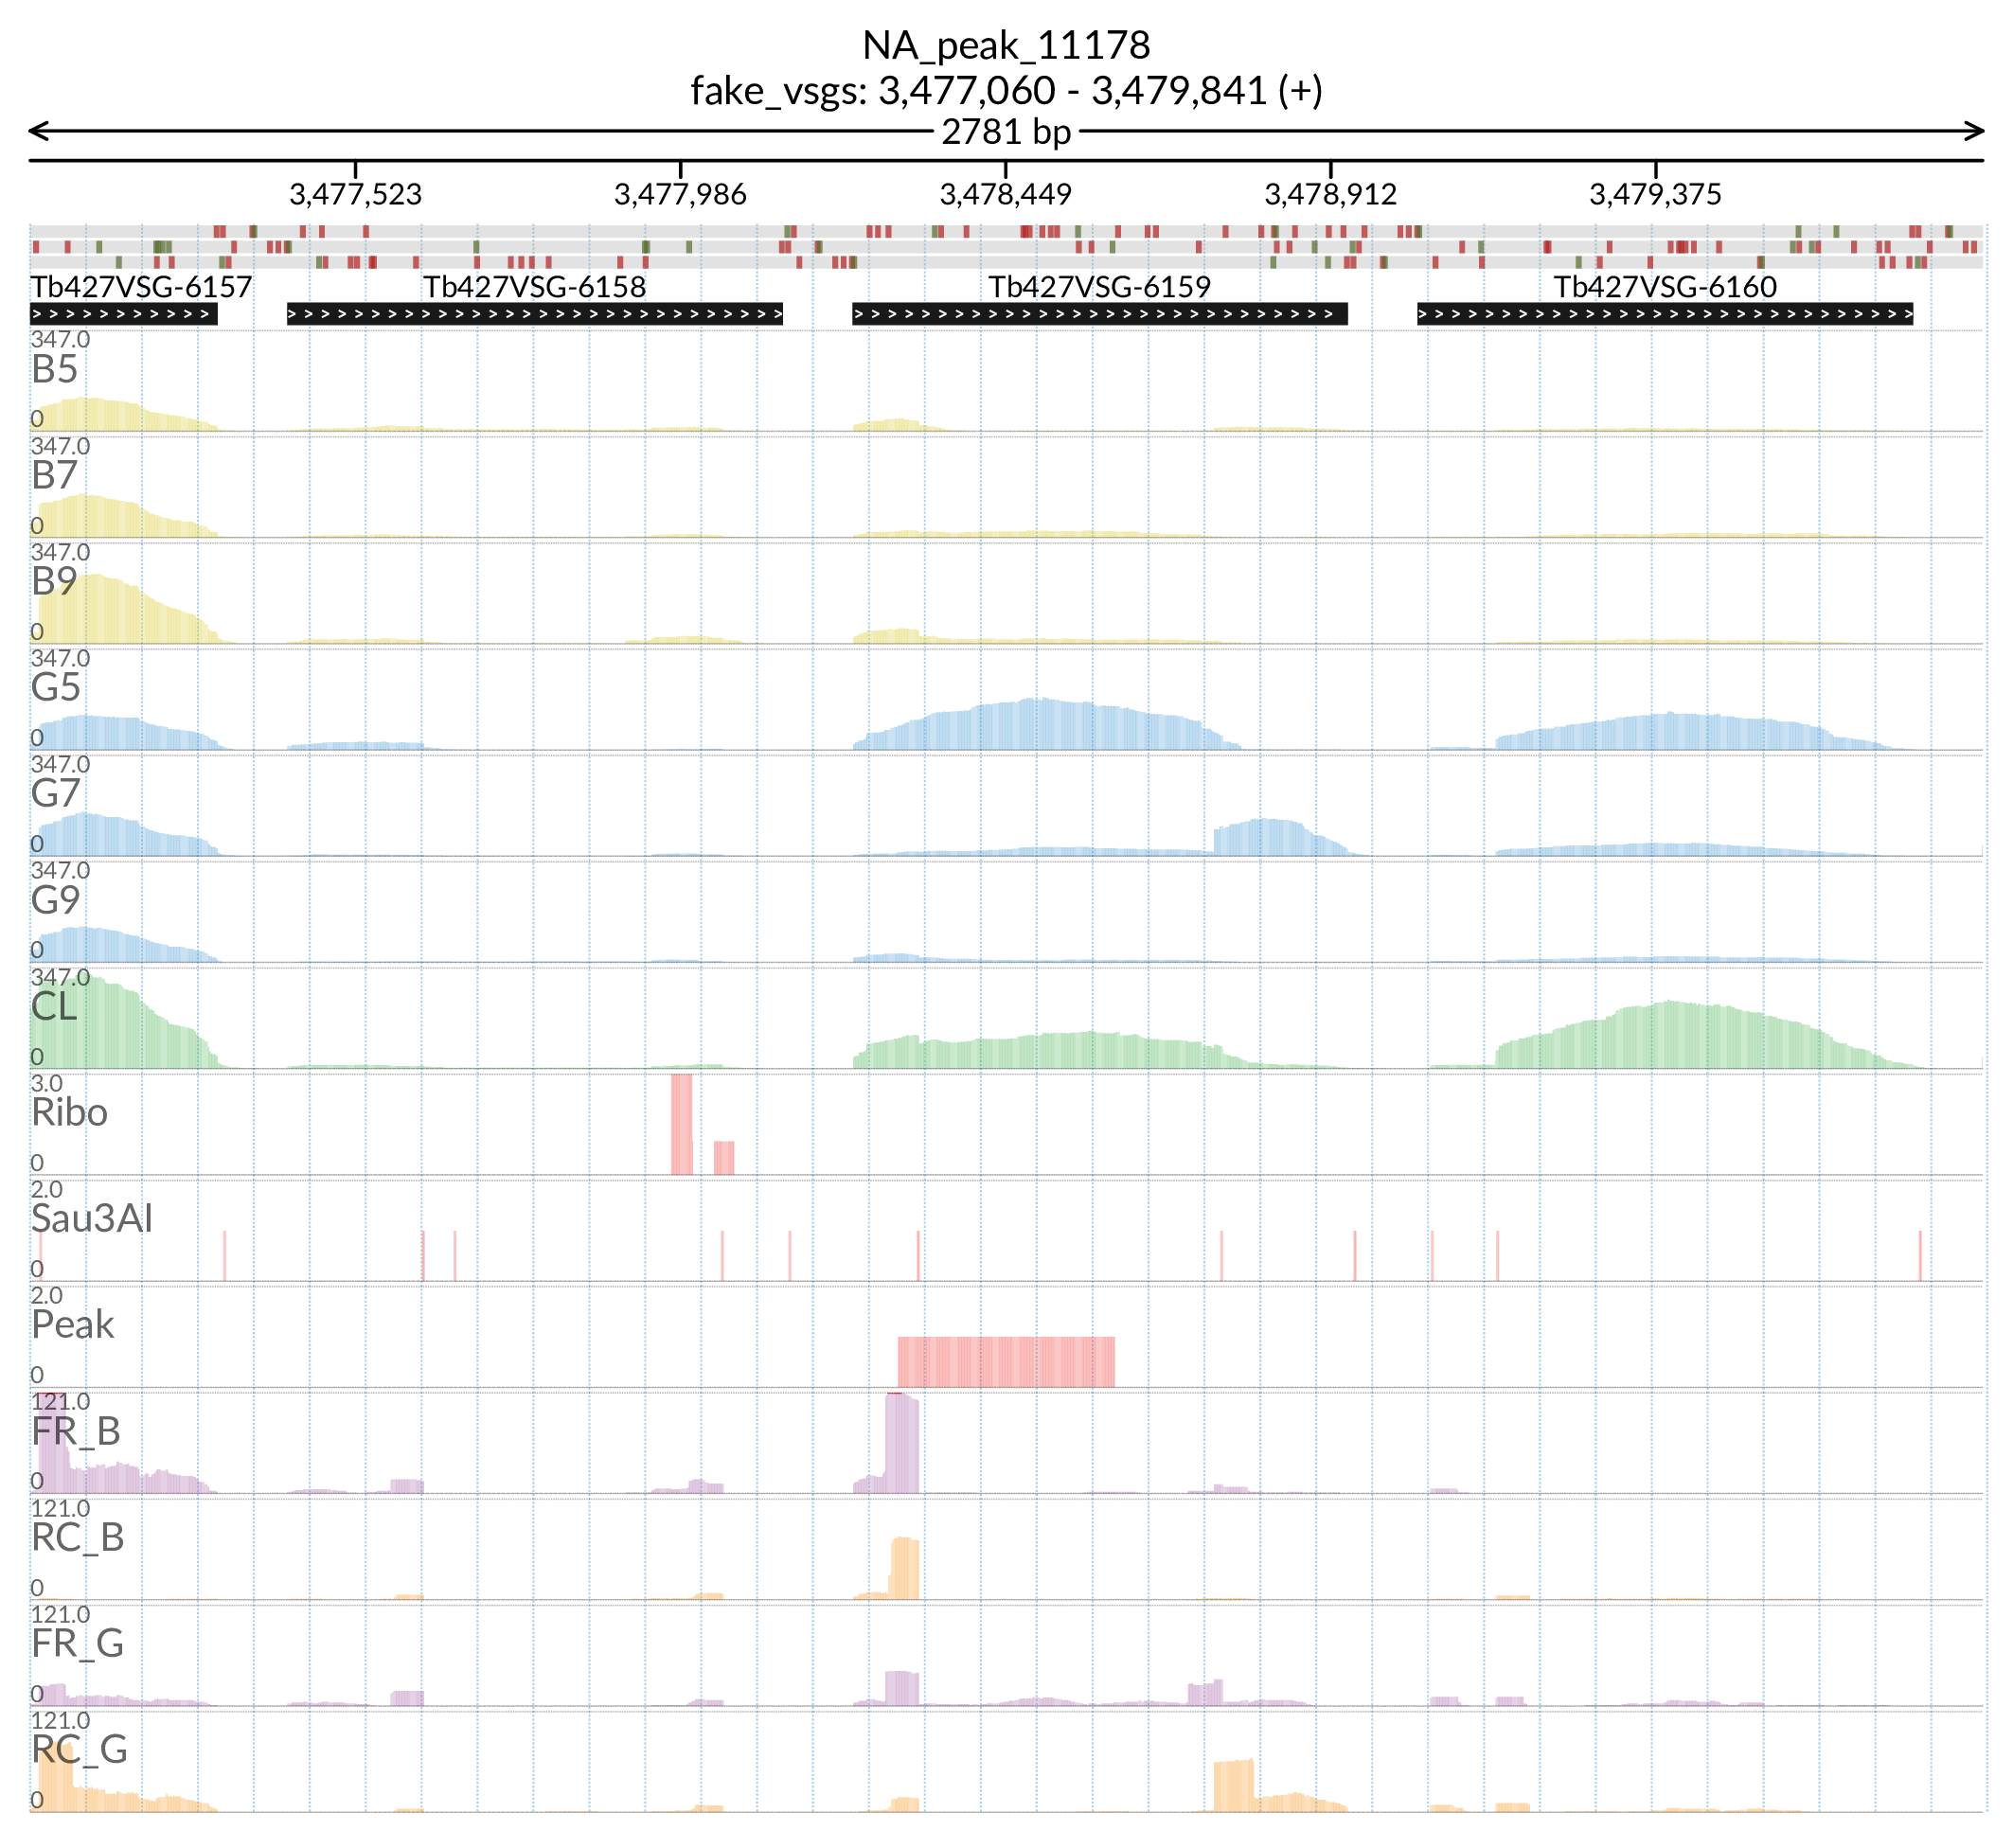 NA_peak_11178
fake_vsgs: 3,477,060 - 3,479,841 (+)
2781 bp
3,477,523 3,477,986 3,478,449 3,478,912 3,479,375
Tb427VSG-6157 Tb427VSG-6158 Tb427VSG-6159 Tb427VSG-6160
347.0
B5
0
347.0
B7
0
347.0
B9
0
347.0
G5
0
347.0
G7
0
347.0
G9
0
347.0
CL
0
3.0
Ribo
0
2.0
Sau3AI
0
2.0
Peak
0
121.0
FR_B
0
121.0
RC_B
0
121.0
FR_G
0
121.0
RC_G
0